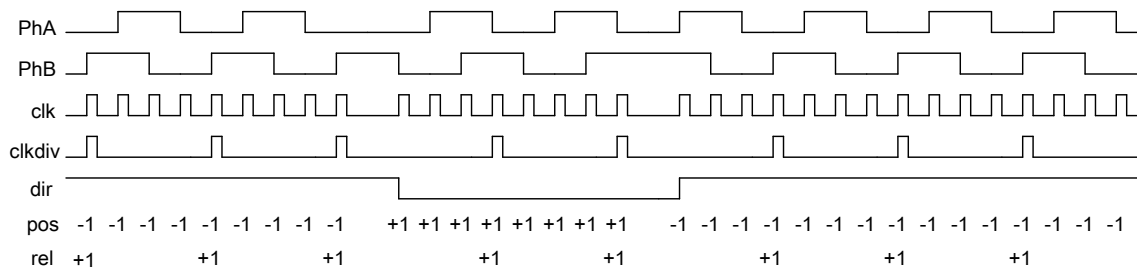 PhA
PhB
clk
clkdiv
dir
pos -1 -1 -1 -1 -1 -1 -1 -1 -1 +1 +1 +1 +1 +1 +1 +1 +1 -1 -1 -1 -1 -1 -1 -1 -1 -1 -1 -1 -1 -1 -1 -1
rel +1 +1 +1 +1 +1 +1 +1 +1